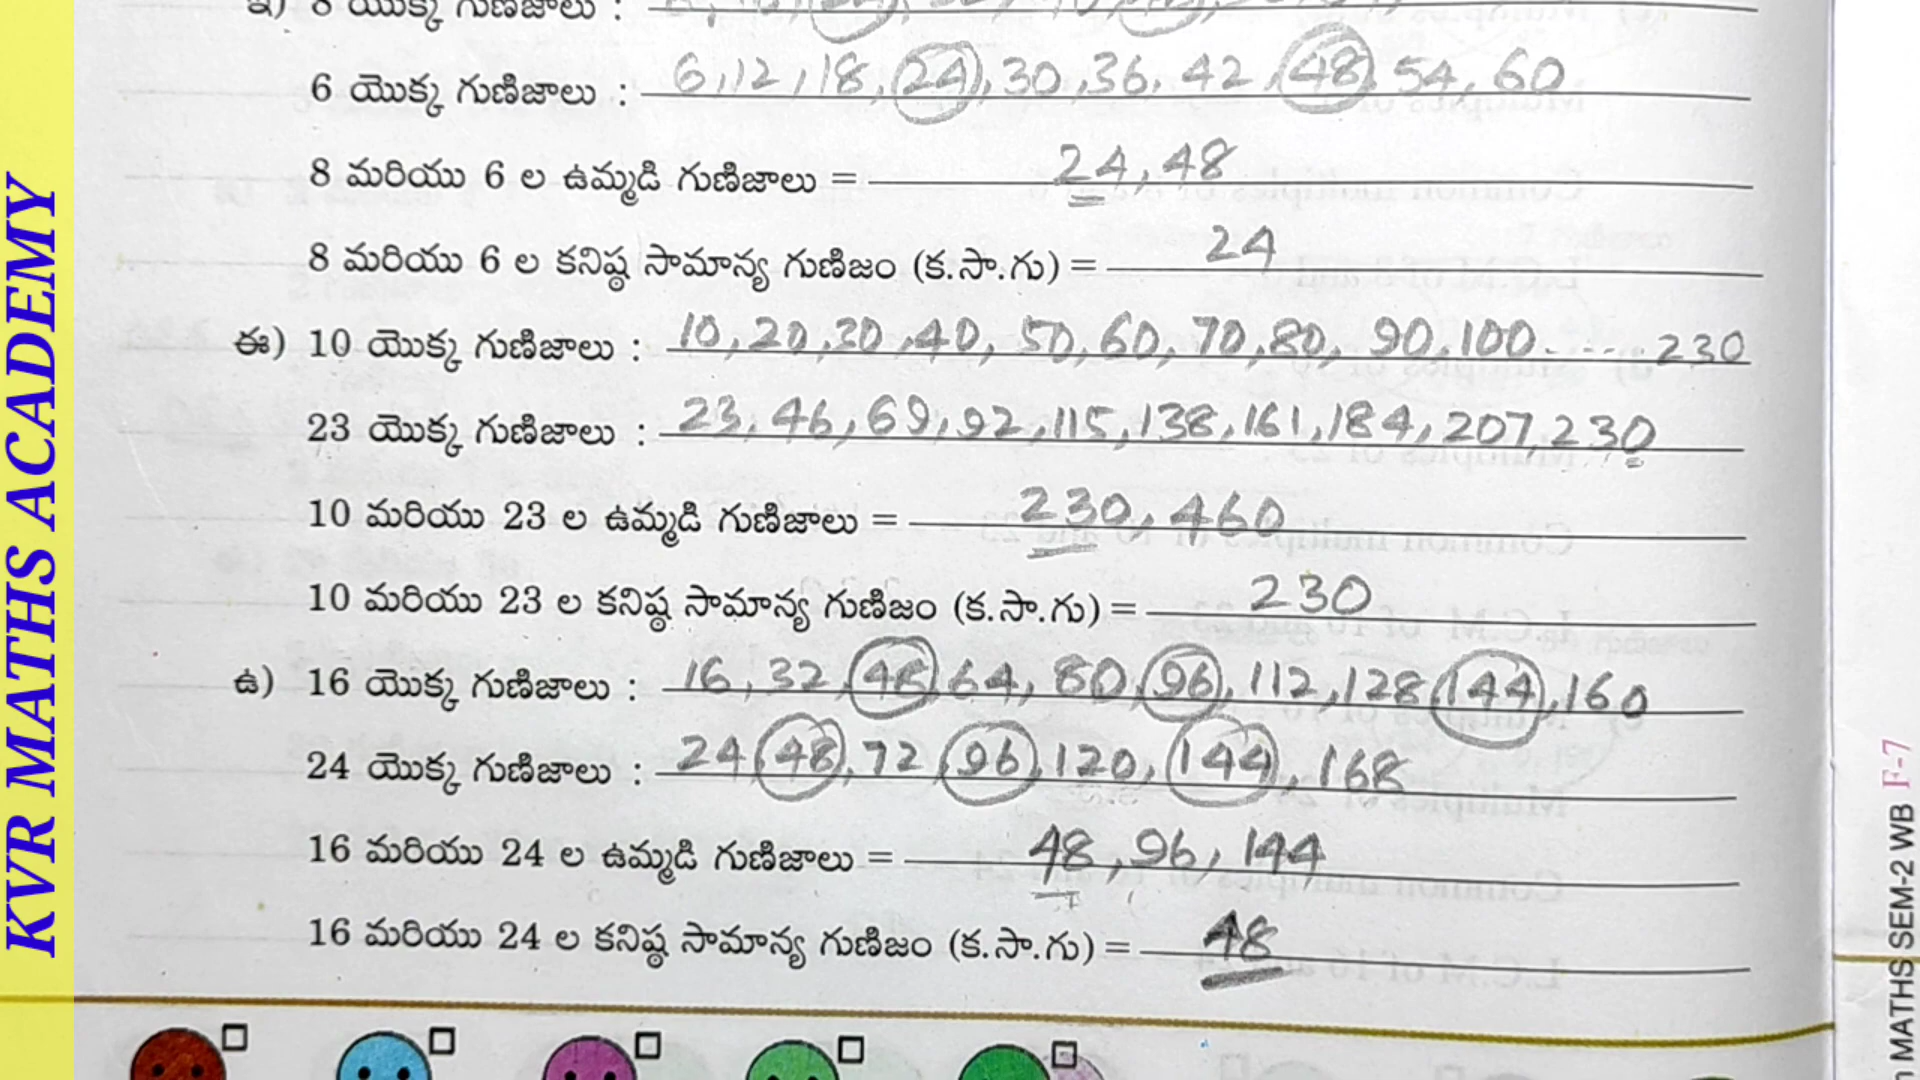 ఇ) 8 యొక్క గుణిజాలు :
6 యొక్క గుణిజాలు : 6, 12, 18, 24, 30, 36, 42, 48, 54, 60
8 మరియు 6 ల ఉమ్మడి గుణిజాలు = 24, 48
8 మరియు 6 ల కనిష్ఠ సామాన్య గుణిజం (క.సా.గు) = 24
ఈ) 10 యొక్క గుణిజాలు : 10, 20, 30, 40, 50, 60, 70, 80, 90, 100 . . . . . 230
23 యొక్క గుణిజాలు : 23, 46, 69, 92, 115, 138, 161, 184, 207, 230
10 మరియు 23 ల ఉమ్మడి గుణిజాలు = 230, 460
10 మరియు 23 ల కనిష్ఠ సామాన్య గుణిజం (క.సా.గు) = 230
ఉ) 16 యొక్క గుణిజాలు : 16, 32, 48, 64, 80, 96, 112, 128, 144, 160
24 యొక్క గుణిజాలు : 24, 48, 72, 96, 120, 144, 168
16 మరియు 24 ల ఉమ్మడి గుణిజాలు = 48, 96, 144
16 మరియు 24 ల కనిష్ఠ సామాన్య గుణిజం (క.సా.గు) = 48
KVR MATHS ACADEMY
MATHS SEM-2 WB F-7